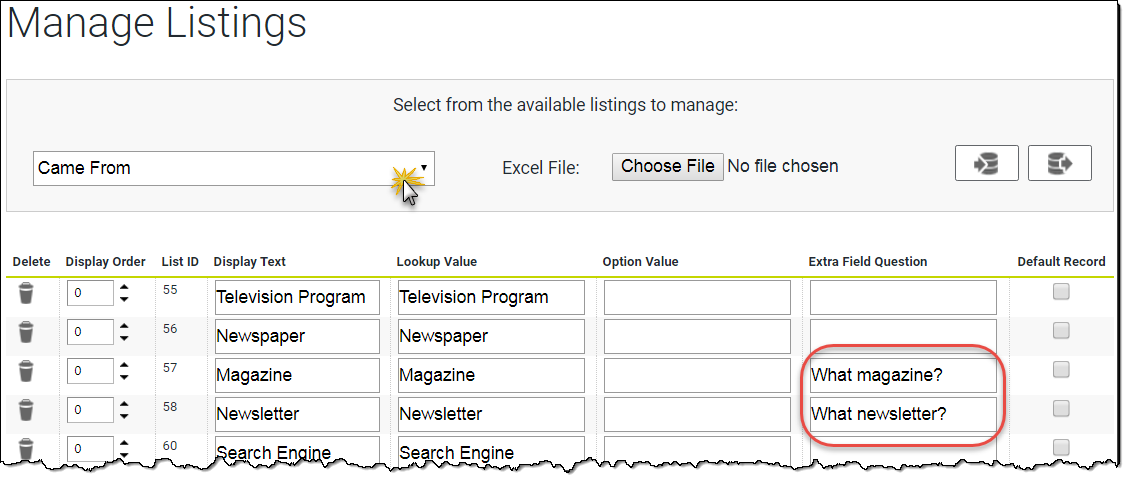 Manage Listings
Select from the available listings to manage:
Came From Excel File: Choose File No file chosen
Delete Display Order List ID Display Text Lookup Value Option Value Extra Field Question Default Record
0 55 Television Program Television Program
0 56 Newspaper Newspaper
0 57 Magazine Magazine What magazine?
0 58 Newsletter Newsletter What newsletter?
0 60 Search Engine Search Engine